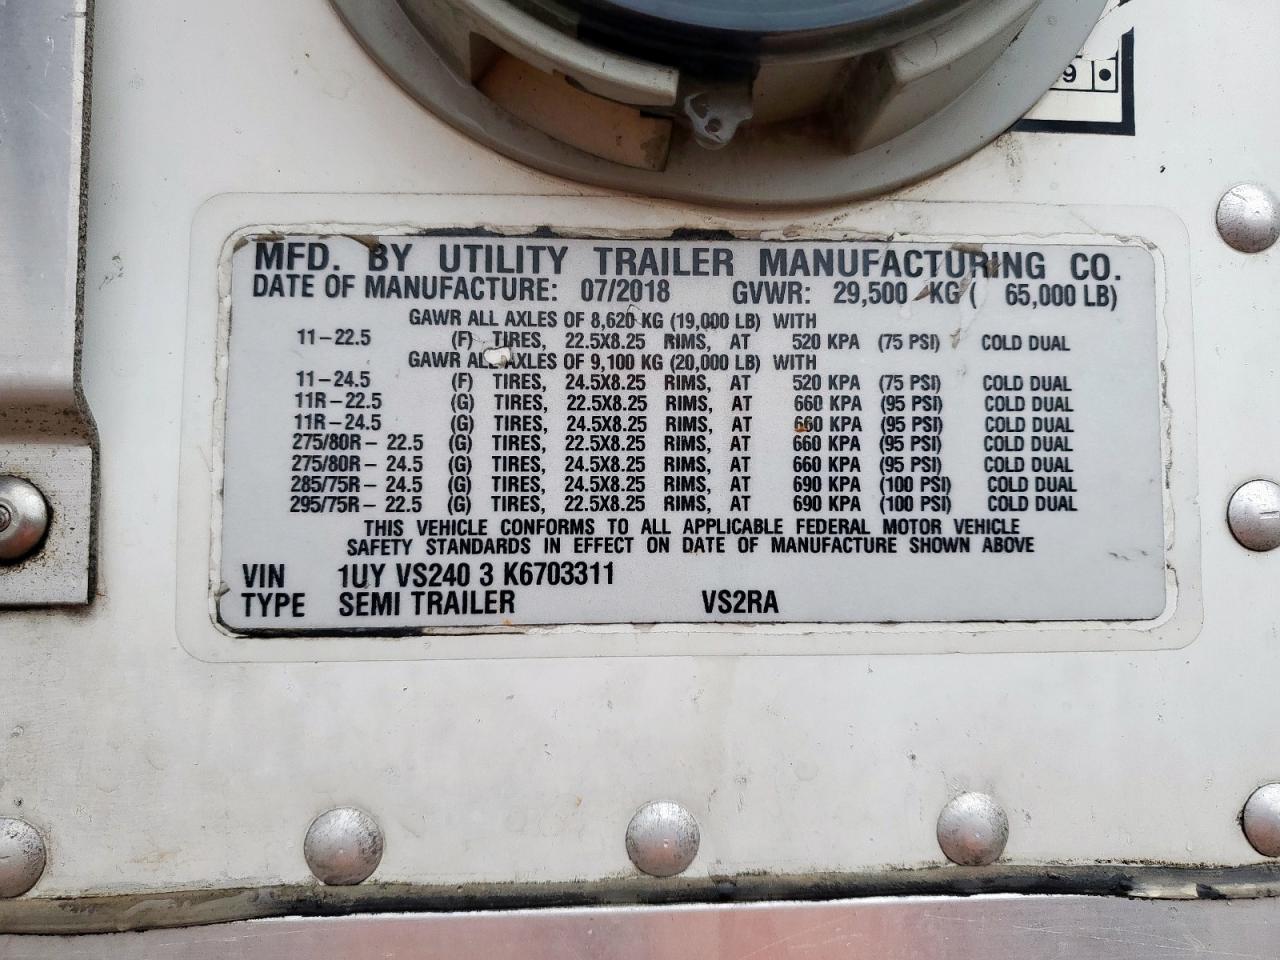 9
MFD. BY UTILITY TRAILER MANUFACTURING CO.
DATE OF MANUFACTURE: 07/2018 GVWR: 29,500 KG ( 65,000 LB)
GAWR ALL AXLES OF 8,620 KG (19,000 LB) WITH
11-22.5 (F) TIRES, 22.5X8.25 RIMS, AT 520 KPA (75 PSI) COLD DUAL
GAWR ALL AXLES OF 9,100 KG (20,000 LB) WITH
11-24.5 (F) TIRES, 24.5X8.25 RIMS, AT 520 KPA (75 PSI) COLD DUAL
11R-22.5 (G) TIRES, 22.5X8.25 RIMS, AT 660 KPA (95 PSI) COLD DUAL
11R-24.5 (G) TIRES, 24.5X8.25 RIMS, AT 660 KPA (95 PSI) COLD DUAL
275/80R- 22.5 (G) TIRES, 22.5X8.25 RIMS, AT 660 KPA (95 PSI) COLD DUAL
275/80R- 24.5 (G) TIRES, 24.5X8.25 RIMS, AT 660 KPA (95 PSI) COLD DUAL
285/75R- 24.5 (G) TIRES, 24.5X8.25 RIMS, AT 690 KPA (100 PSI) COLD DUAL
295/75R- 22.5 (G) TIRES, 22.5X8.25 RIMS, AT 690 KPA (100 PSI) COLD DUAL
THIS VEHICLE CONFORMS TO ALL APPLICABLE FEDERAL MOTOR VEHICLE
SAFETY STANDARDS IN EFFECT ON DATE OF MANUFACTURE SHOWN ABOVE
VIN 1UY VS240 3 K6703311
TYPE SEMI TRAILER VS2RA